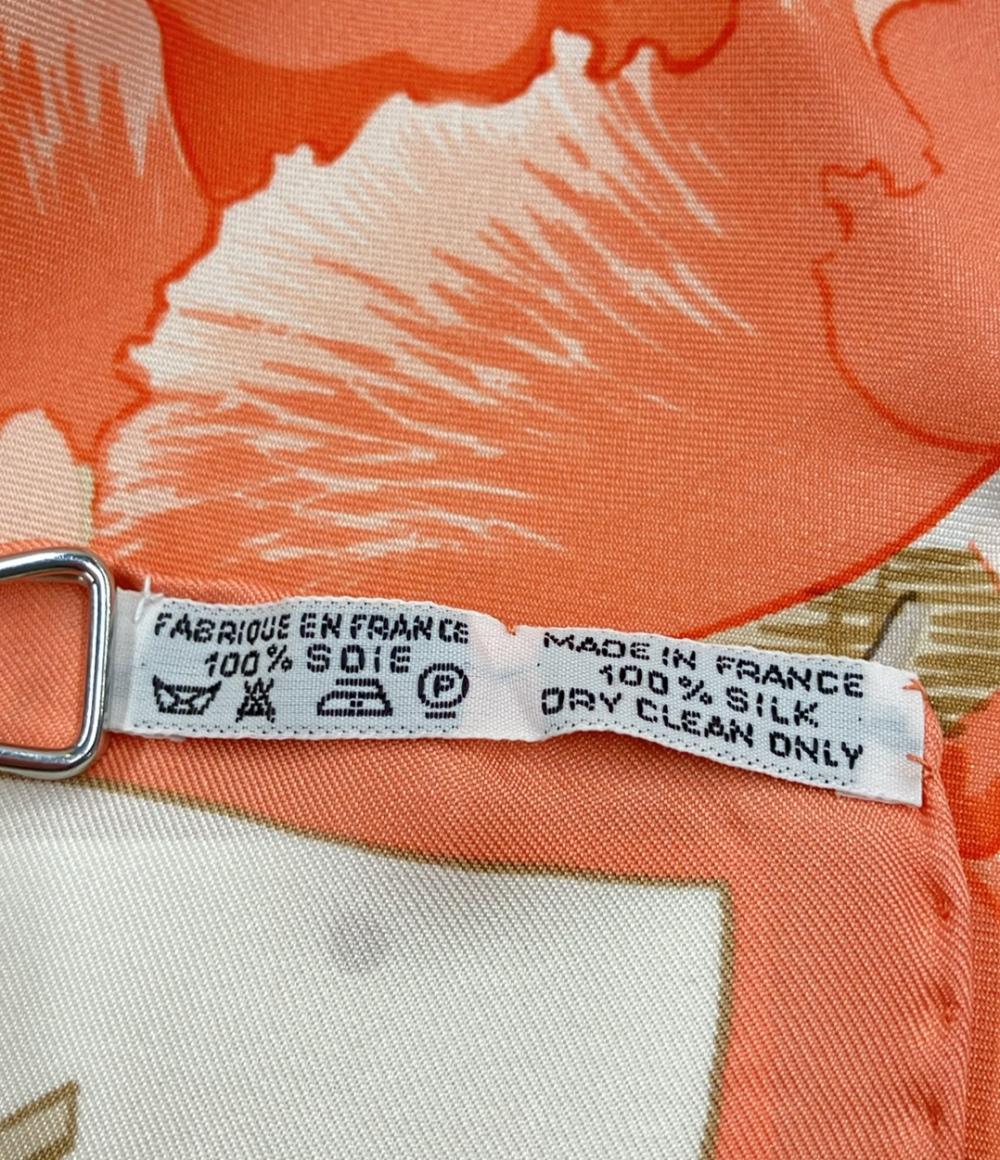 FABRIQUE EN FRANCE
100% SOIE
P
MADE IN FRANCE
100% SILK
DRY CLEAN ONLY